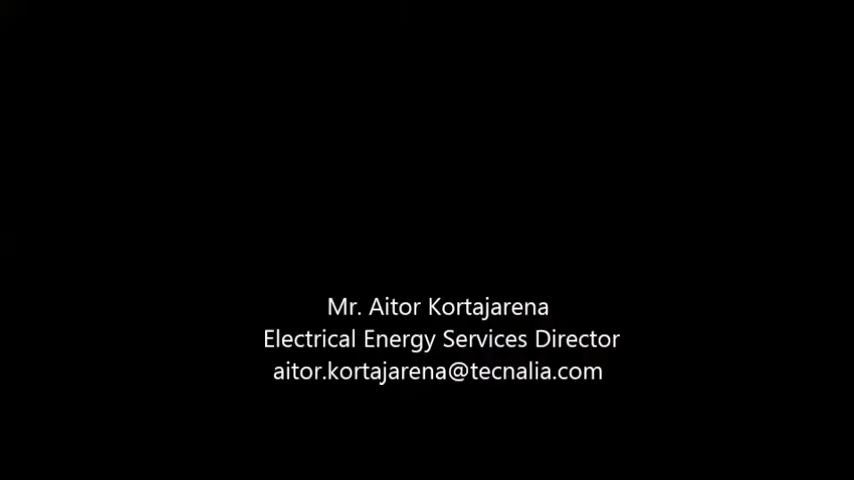 Mr. Aitor Kortajarena
Electrical Energy Services Director
aitor.kortajarena@tecnalia.com